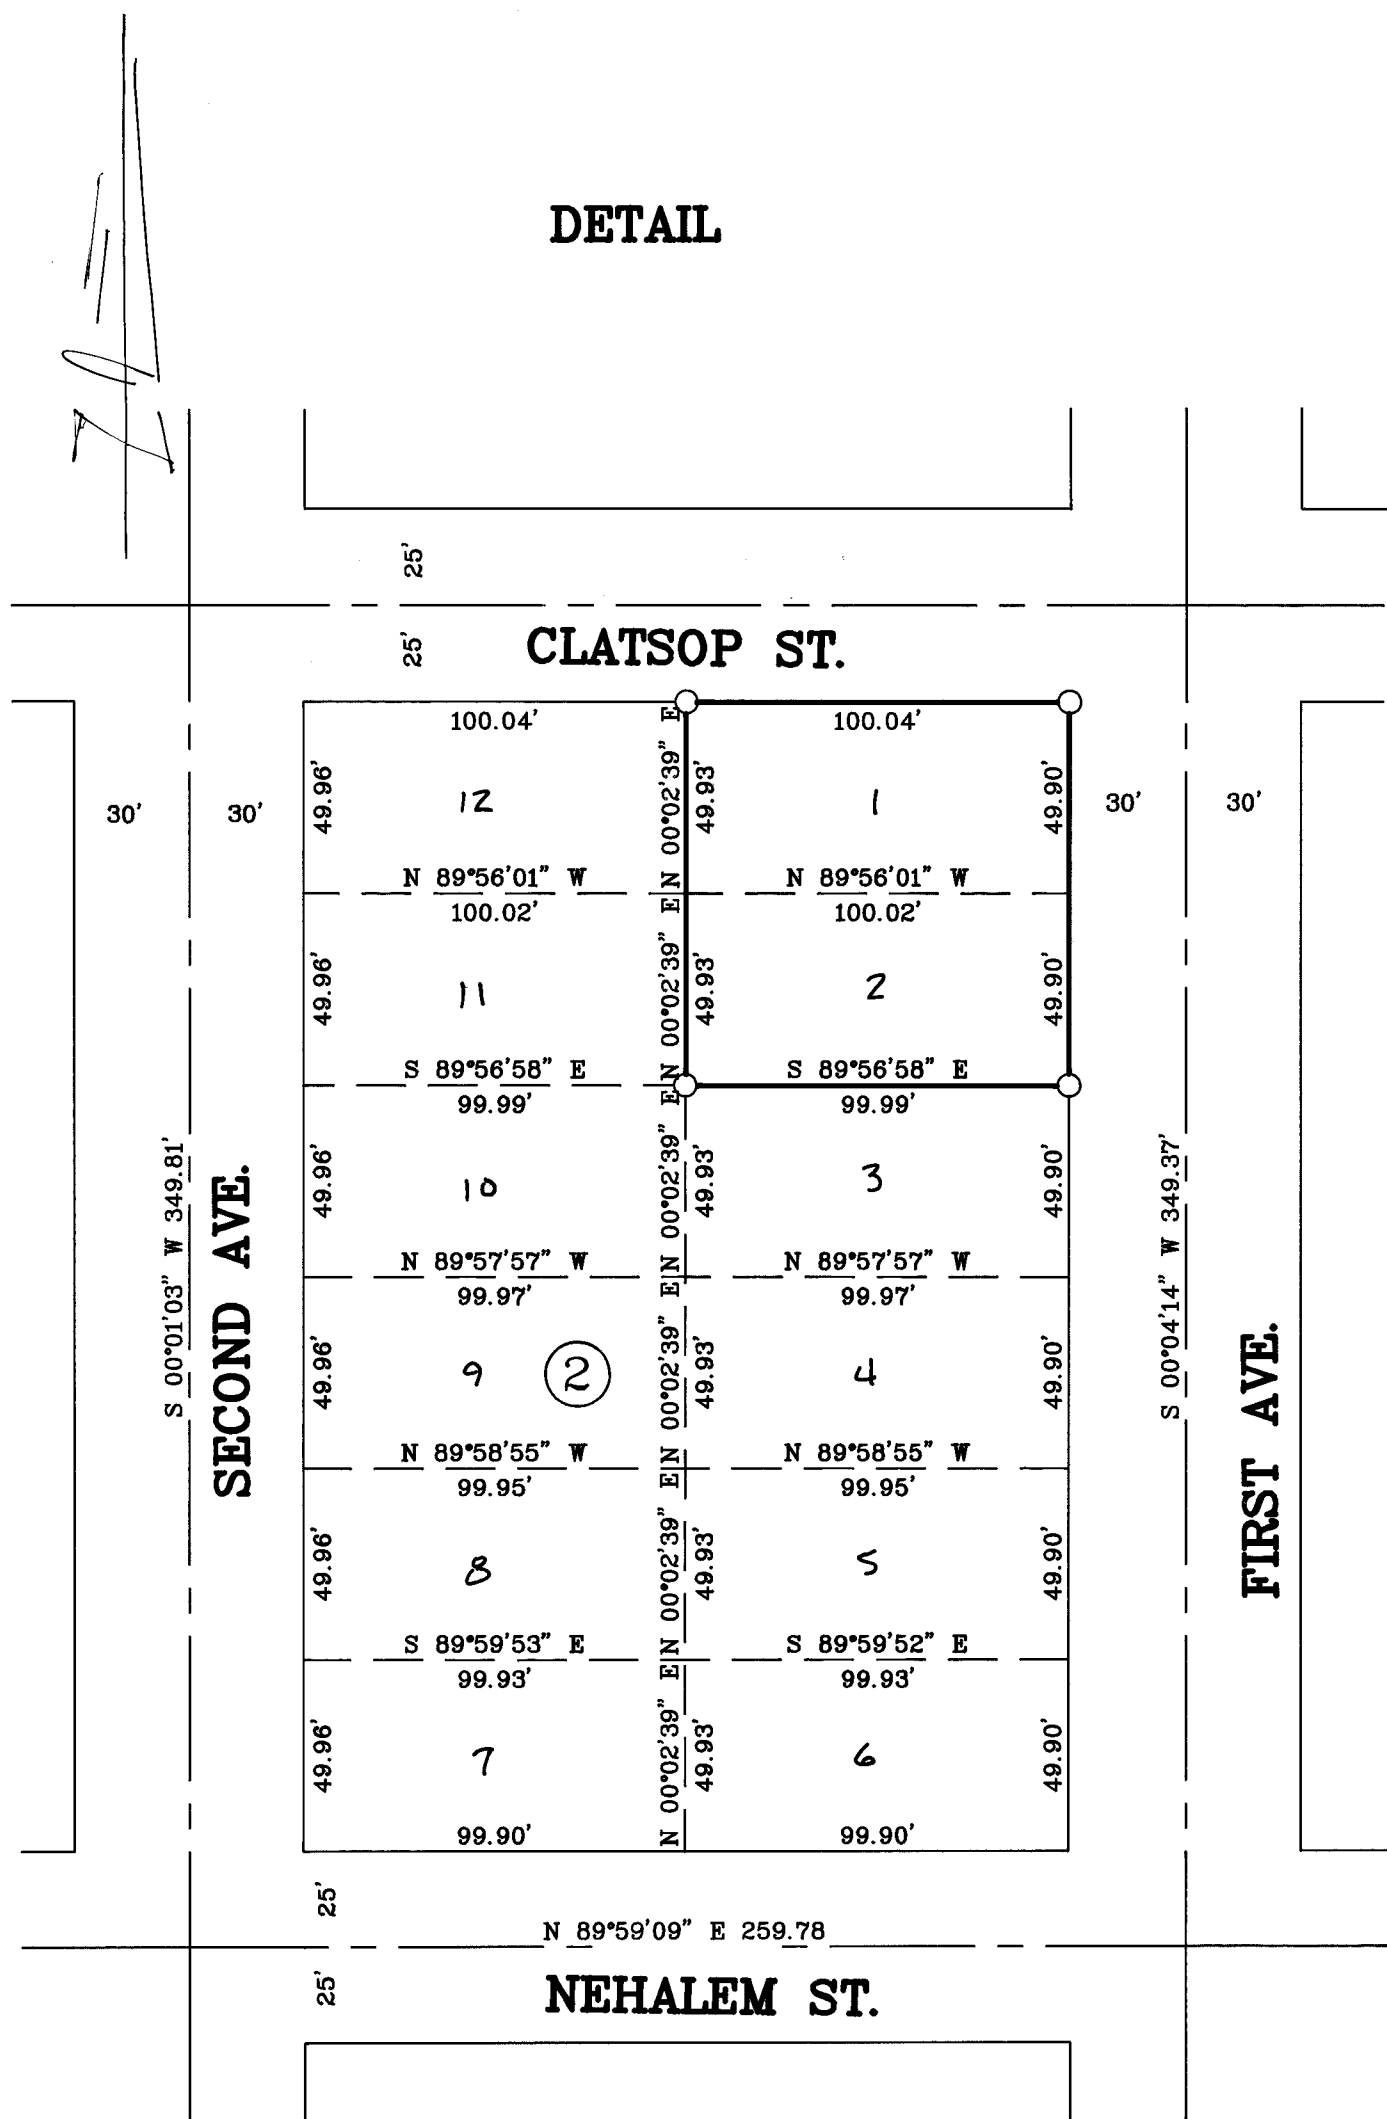 DETAIL
25'
25'
CLATSOP ST.
100.04'
100.04'
N 00°02'39" E
49.96'
49.93'
49.90'
12
1
30'
30'
30'
30'
N 89°56'01" W
N 89°56'01" W
100.02'
100.02'
N 00°02'39" E
49.96'
49.93'
49.90'
11
2
S 89°56'58" E
S 89°56'58" E
99.99'
99.99'
N 00°02'39" E
49.96'
49.93'
49.90'
10
3
S 00°01'03" W 349.81'
SECOND AVE.
S 00°04'14" W 349.37'
FIRST AVE.
N 89°57'57" W
N 89°57'57" W
99.97'
99.97'
N 00°02'39" E
49.96'
49.93'
49.90'
9
2
4
N 89°58'55" W
N 89°58'55" W
99.95'
99.95'
N 00°02'39" E
49.96'
49.93'
49.90'
8
5
S 89°59'53" E
S 89°59'52" E
99.93'
99.93'
N 00°02'39" E
49.96'
49.93'
49.90'
7
6
99.90'
99.90'
25'
N 89°59'09" E 259.78
25'
NEHALEM ST.